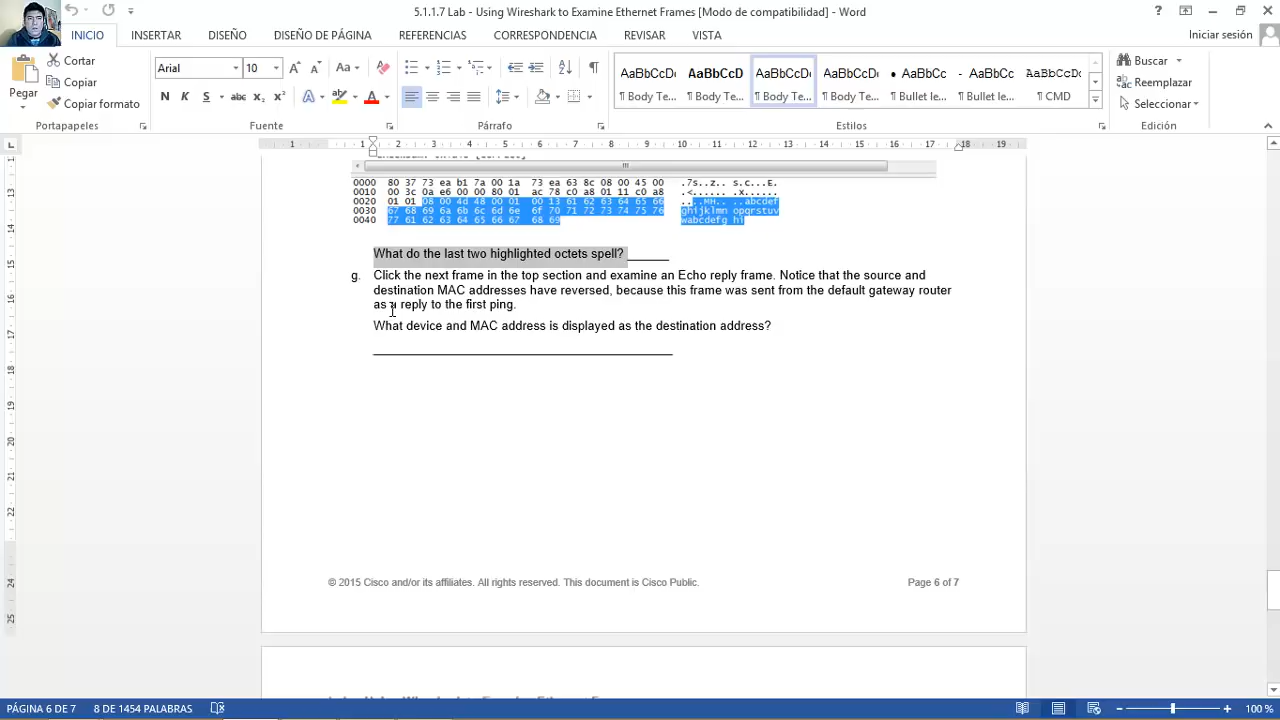 5.1.1.7 Lab - Using Wireshark to Examine Ethernet Frames [Modo de compatibilidad] - Word
INICIO INSERTAR DISEÑO DISEÑO DE PÁGINA REFERENCIAS CORRESPONDENCIA REVISAR VISTA Iniciar sesión
Pegar
Cortar
Copiar
Copiar formato
Portapapeles
Arial 10
N K S abc x₂ x²
Fuente
Párrafo
AaBbCcDc AaBbCcD AaBbCcDc AaBbCcDc AaBbCc AaBbCc AaBbCcDc
¶ Body Te... ¶ Body Te... ¶ Body Te... ¶ Body Te... ¶ Bullet le... ¶ Bullet le... ¶ CMD
Estilos
Buscar
Reemplazar
Seleccionar
Edición
0000 80 37 73 ea b1 7a 00 1a 73 ea 63 8c 08 00 45 00 .7s..z.. s.c...E.
0010 00 3c 0a e6 00 00 80 01 ac 78 c0 a8 01 11 c0 a8 .<...... .x......
0020 01 01 08 00 4d 48 00 01 00 13 61 62 63 64 65 66 ....MH.. ..abcdef
0030 67 68 69 6a 6b 6c 6d 6e 6f 70 71 72 73 74 75 76 ghijklmn opqrstuv
0040 77 61 62 63 64 65 66 67 68 69 wabcdefg hi
What do the last two highlighted octets spell? ______
g. Click the next frame in the top section and examine an Echo reply frame. Notice that the source and
destination MAC addresses have reversed, because this frame was sent from the default gateway router
as a reply to the first ping.
What device and MAC address is displayed as the destination address?
© 2015 Cisco and/or its affiliates. All rights reserved. This document is Cisco Public. Page 6 of 7
PÁGINA 6 DE 7 8 DE 1454 PALABRAS 100 %